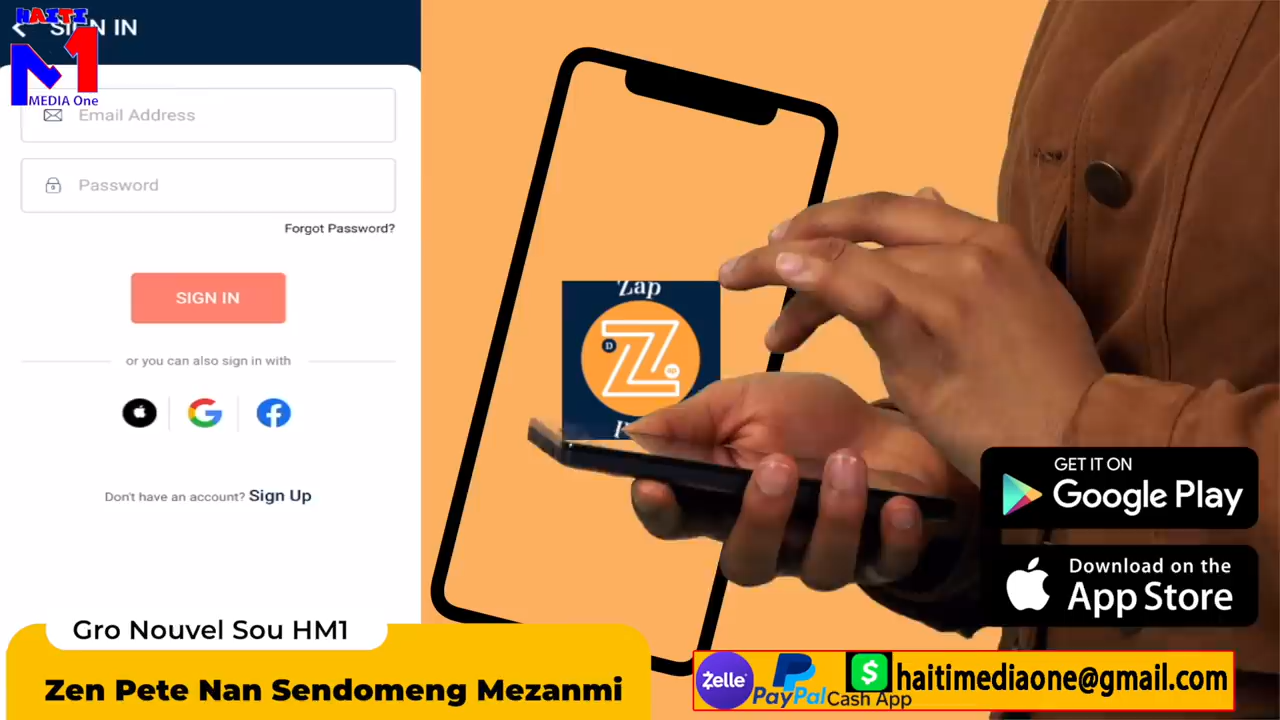 HAITI
M1
MEDIA One
SIGN IN
Email Address
Password
Forgot Password?
SIGN IN
or you can also sign in with
Don't have an account? Sign Up
Zap
Z
D
GET IT ON
Google Play
Download on the
App Store
Gro Nouvel Sou HM1
Zen Pete Nan Sendomeng Mezanmi
Zelle
PayPal
$
Cash App
haitimediaone@gmail.com